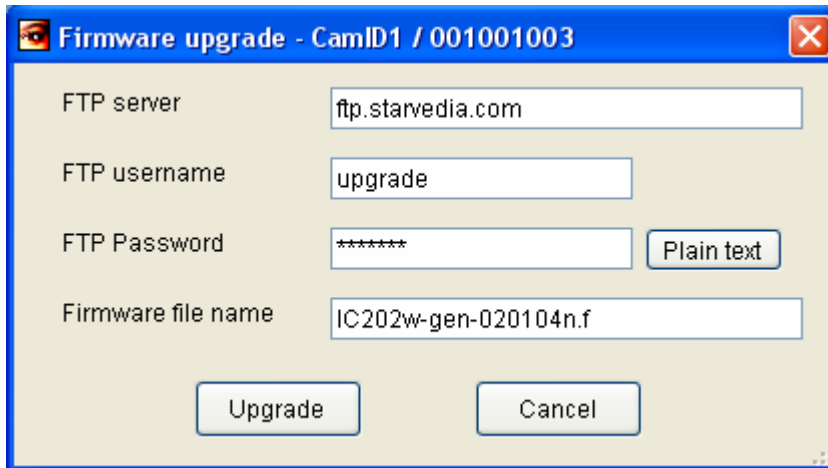 Firmware upgrade - CamID1 / 001001003
FTP server
ftp.starvedia.com
FTP username
upgrade
FTP Password
*******
Plain text
Firmware file name
IC202w-gen-020104n.f
Upgrade
Cancel